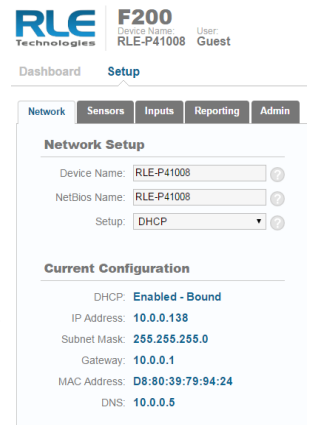 RLE
Technologies
F200
Device Name: User:
RLE-P41008 Guest
Dashboard Setup
Network Sensors Inputs Reporting Admin
Network Setup
Device Name: RLE-P41008 ?
NetBios Name: RLE-P41008 ?
Setup: DHCP ?
Current Configuration
DHCP: Enabled - Bound
IP Address: 10.0.0.138
Subnet Mask: 255.255.255.0
Gateway: 10.0.0.1
MAC Address: D8:80:39:79:94:24
DNS: 10.0.0.5